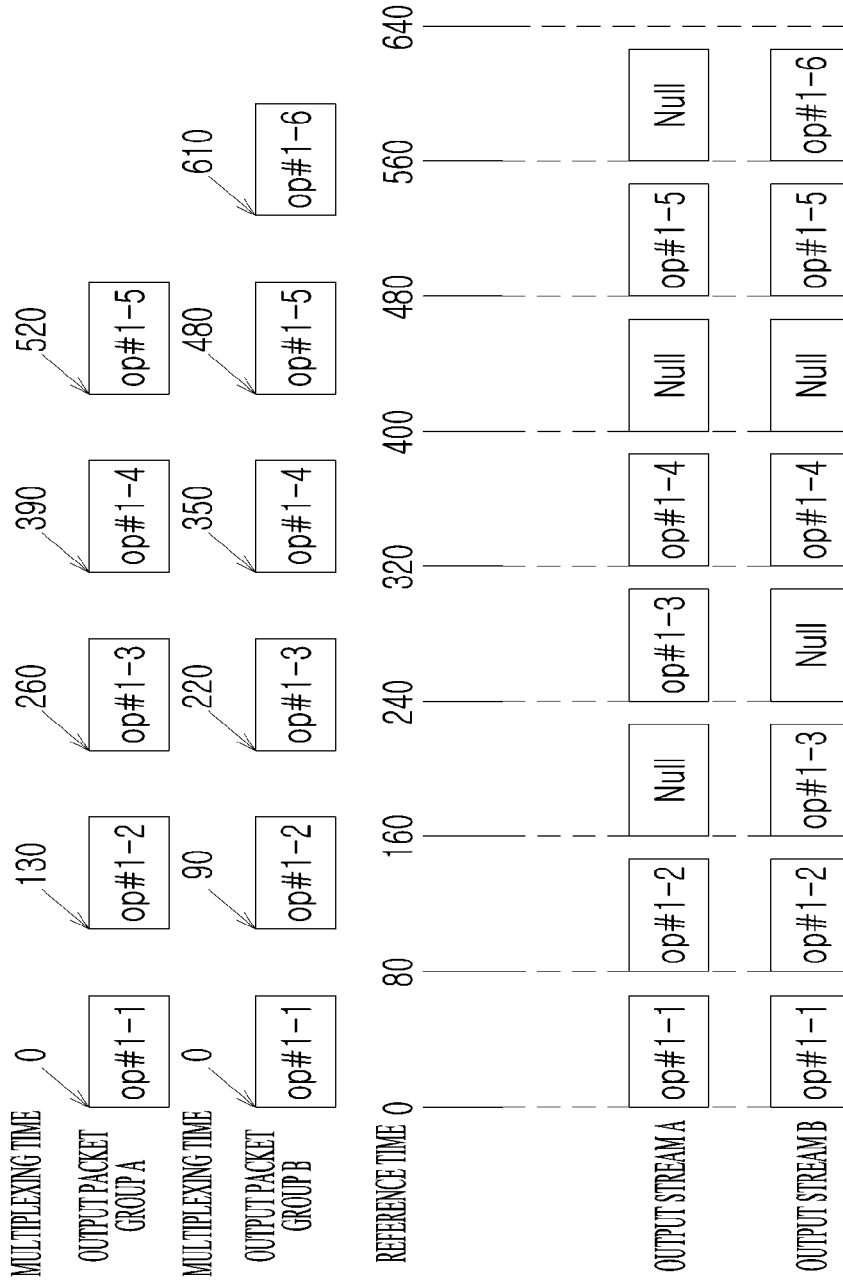 MULTIPLEXING TIME 0 130 260 390 520
OUTPUT PACKET
GROUP A
op#1-1 op#1-2 op#1-3 op#1-4 op#1-5
MULTIPLEXING TIME 0 90 220 350 480 610
OUTPUT PACKET
GROUP B
op#1-1 op#1-2 op#1-3 op#1-4 op#1-5 op#1-6
REFERENCE TIME 0 80 160 240 320 400 480 560 640
OUTPUT STREAM A op#1-1 op#1-2 Null op#1-3 op#1-4 Null op#1-5 Null
OUTPUT STREAM B op#1-1 op#1-2 op#1-3 Null op#1-4 Null op#1-5 op#1-6